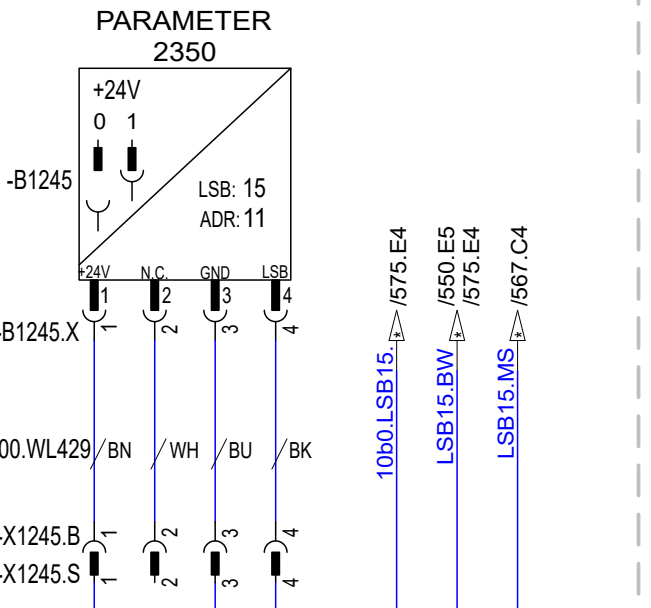 PARAMETER
2350
+24V
0 1
-B1245
LSB: 15
ADR: 11
+24V N.C. GND LSB
1 2 3 4
-B1245.X
1 2 3 4
00.WL429 BN WH BU BK
-X1245.B
1 2 3 4
-X1245.S
1 2 3 4
/575.E4
/550.E5
/575.E4
/567.C4
* * *
10b0.LSB15.
LSB15.BW
LSB15.MS